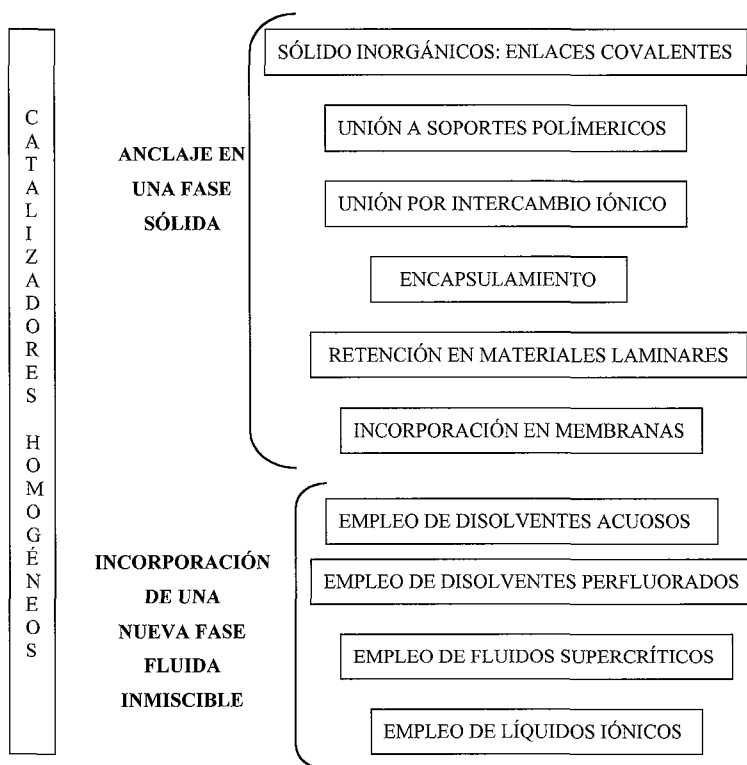 CATALIZADORES HOMOGÉNEOS
ANCLAJE EN
UNA FASE
SÓLIDA
SÓLIDO INORGÁNICOS: ENLACES COVALENTES
UNIÓN A SOPORTES POLÍMERICOS
UNIÓN POR INTERCAMBIO IÓNICO
ENCAPSULAMIENTO
RETENCIÓN EN MATERIALES LAMINARES
INCORPORACIÓN EN MEMBRANAS
INCORPORACIÓN
DE UNA
NUEVA FASE
FLUIDA
INMISCIBLE
EMPLEO DE DISOLVENTES ACUOSOS
EMPLEO DE DISOLVENTES PERFLUORADOS
EMPLEO DE FLUIDOS SUPERCRÍTICOS
EMPLEO DE LÍQUIDOS IÓNICOS